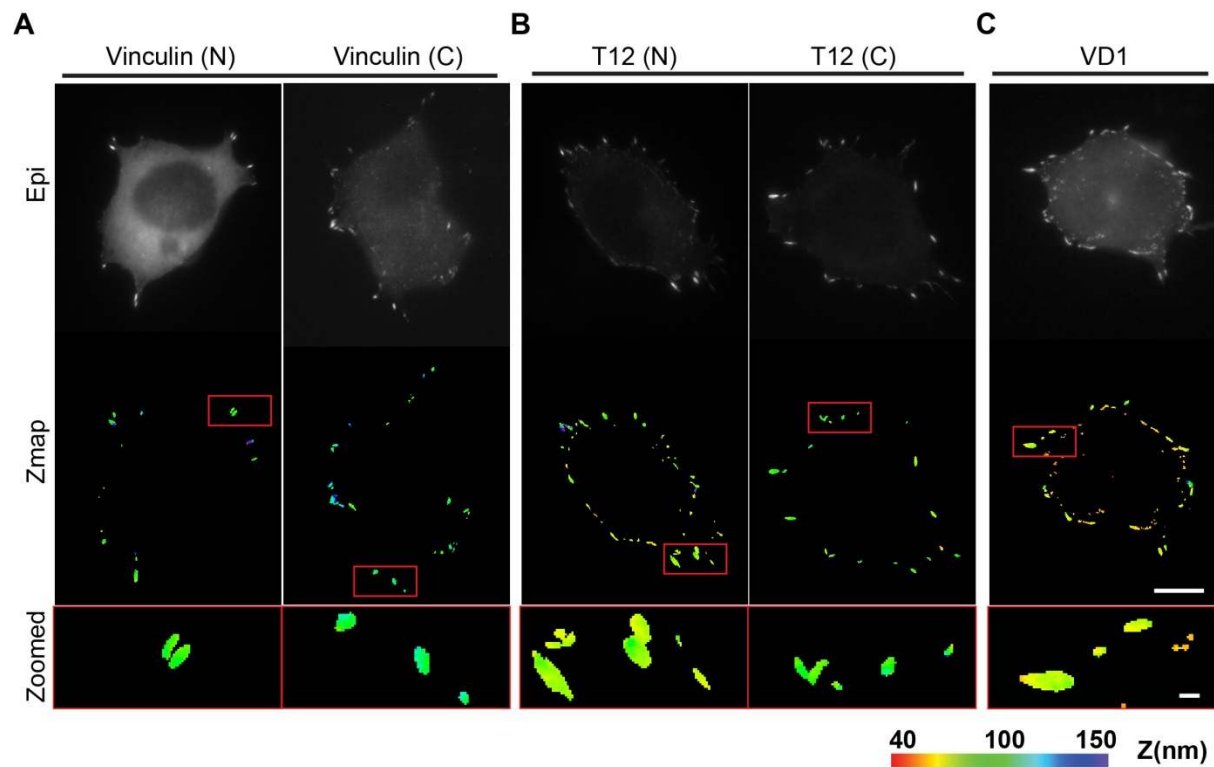 A B C
Vinculin (N) Vinculin (C) T12 (N) T12 (C) VD1
Epi
Zmap
Zoomed
40 100 150 Z(nm)